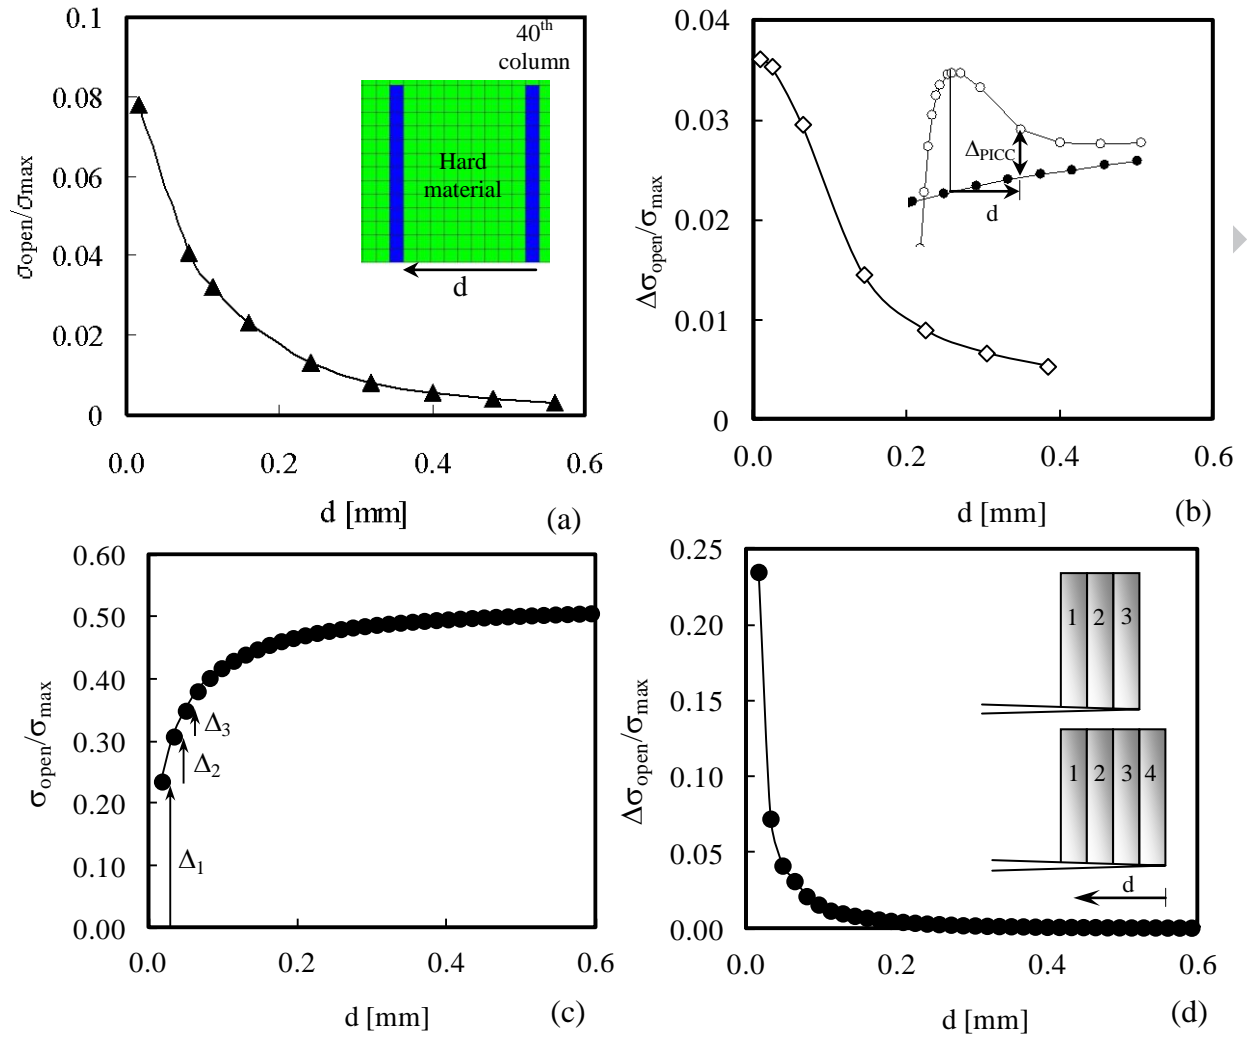 0.1
0.08
0.06
0.04
0.02
0
0.0
0.2
0.4
0.6
σopen/σmax
d [mm]
(a)
40th
column
Hard
material
d
0.04
0.03
0.02
0.01
0
0.0
0.2
0.4
0.6
Δσopen/σmax
d [mm]
(b)
ΔPICC
d
0.60
0.50
0.40
0.30
0.20
0.10
0.00
0.0
0.2
0.4
0.6
σopen/σmax
d [mm]
(c)
Δ3
Δ2
Δ1
0.25
0.20
0.15
0.10
0.05
0.00
0.0
0.2
0.4
0.6
Δσopen/σmax
d [mm]
(d)
1 2 3
1 2 3 4
d